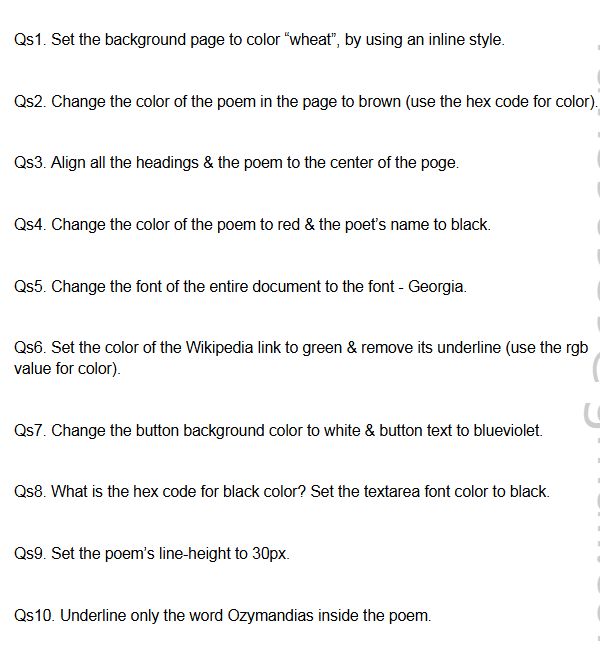 Qs1. Set the background page to color “wheat”, by using an inline style.
Qs2. Change the color of the poem in the page to brown (use the hex code for color).
Qs3. Align all the headings & the poem to the center of the poge.
Qs4. Change the color of the poem to red & the poet’s name to black.
Qs5. Change the font of the entire document to the font - Georgia.
Qs6. Set the color of the Wikipedia link to green & remove its underline (use the rgb
value for color).
Qs7. Change the button background color to white & button text to blueviolet.
Qs8. What is the hex code for black color? Set the textarea font color to black.
Qs9. Set the poem’s line-height to 30px.
Qs10. Underline only the word Ozymandias inside the poem.